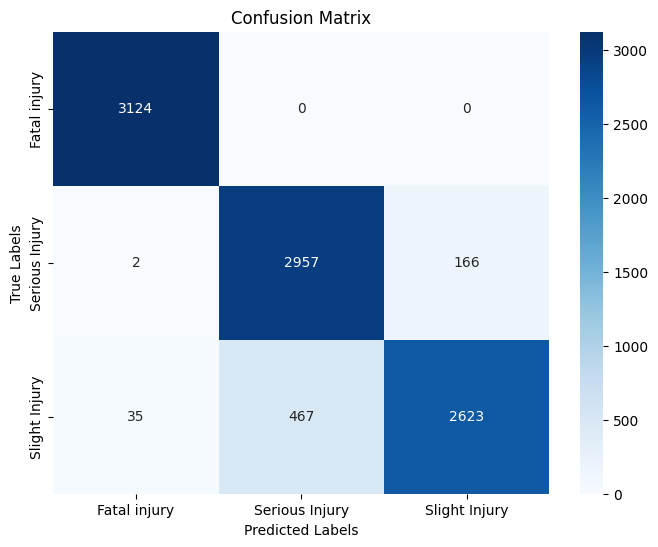 Confusion Matrix
True Labels
Fatal injury
Serious Injury
Slight Injury
3124 0 0
2 2957 166
35 467 2623
Fatal injury Serious Injury Slight Injury
Predicted Labels
3000
2500
2000
1500
1000
500
0